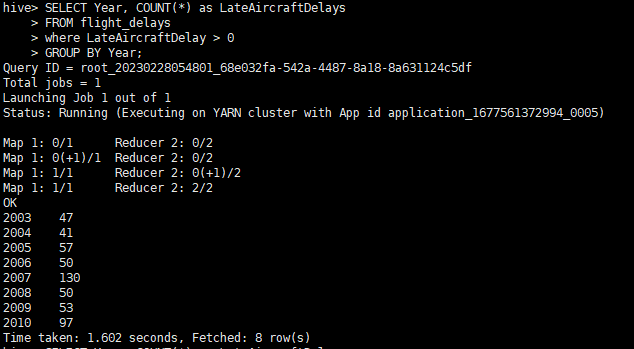 hive> SELECT Year, COUNT(*) as LateAircraftDelays
    > FROM flight_delays
    > where LateAircraftDelay > 0
    > GROUP BY Year;
Query ID = root_20230228054801_68e032fa-542a-4487-8a18-8a631124c5df
Total jobs = 1
Launching Job 1 out of 1
Status: Running (Executing on YARN cluster with App id application_1677561372994_0005)

Map 1: 0/1      Reducer 2: 0/2
Map 1: 0(+1)/1  Reducer 2: 0/2
Map 1: 1/1      Reducer 2: 0(+1)/2
Map 1: 1/1      Reducer 2: 2/2
OK
2003    47
2004    41
2005    57
2006    50
2007    130
2008    50
2009    53
2010    97
Time taken: 1.602 seconds, Fetched: 8 row(s)